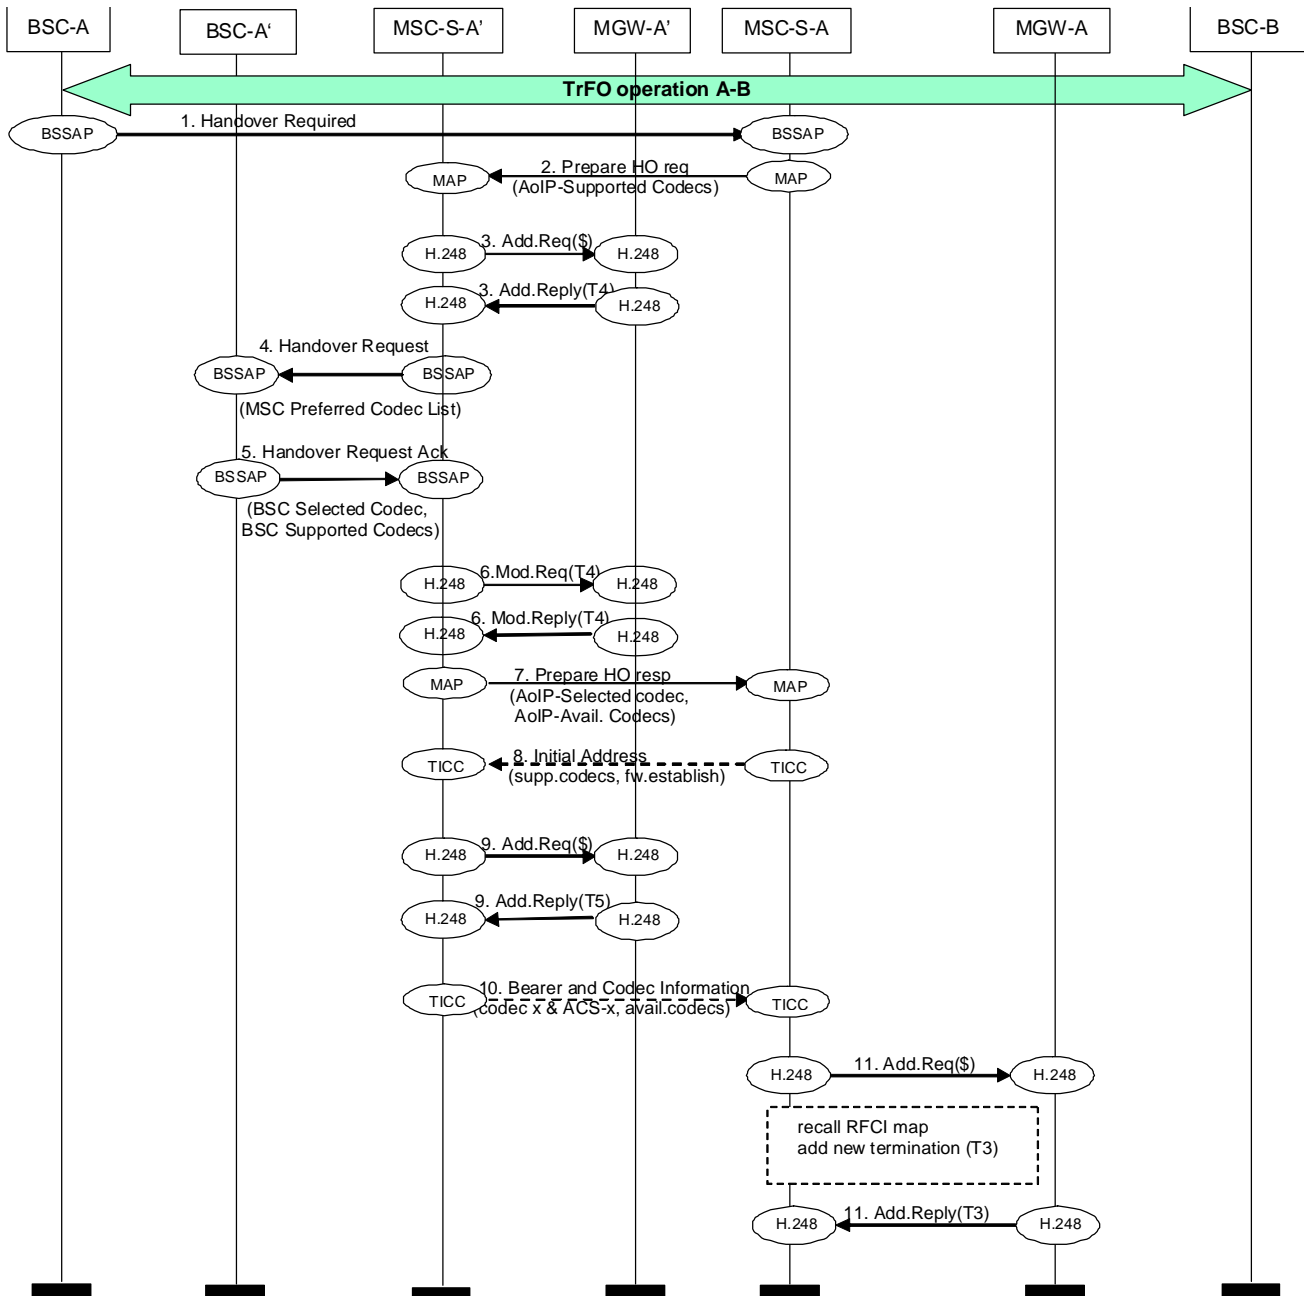 BSC-A
BSC-A‘
MSC-S-A’
MGW-A’
MSC-S-A
MGW-A
BSC-B
TrFO operation A-B
1. Handover Required
BSSAP
BSSAP
2. Prepare HO req
MAP
MAP
(AoIP-Supported Codecs)
3. Add.Req($)
H.248
H.248
3. Add.Reply(T4)
H.248
H.248
4. Handover Request
BSSAP
BSSAP
(MSC Preferred Codec List)
5. Handover Request Ack
BSSAP
BSSAP
(BSC Selected Codec,
BSC Supported Codecs)
6.Mod.Req(T4)
H.248
H.248
6. Mod.Reply(T4)
H.248
H.248
7. Prepare HO resp
MAP
MAP
(AoIP-Selected codec,
AoIP-Avail. Codecs)
8. Initial Address
TICC
TICC
(supp.codecs, fw.establish)
9. Add.Req($)
H.248
H.248
9. Add.Reply(T5)
H.248
H.248
10. Bearer and Codec Information
TICC
TICC
(codec x & ACS-x, avail.codecs)
11. Add.Req($)
H.248
H.248
recall RFCI map
add new termination (T3)
11. Add.Reply(T3)
H.248
H.248